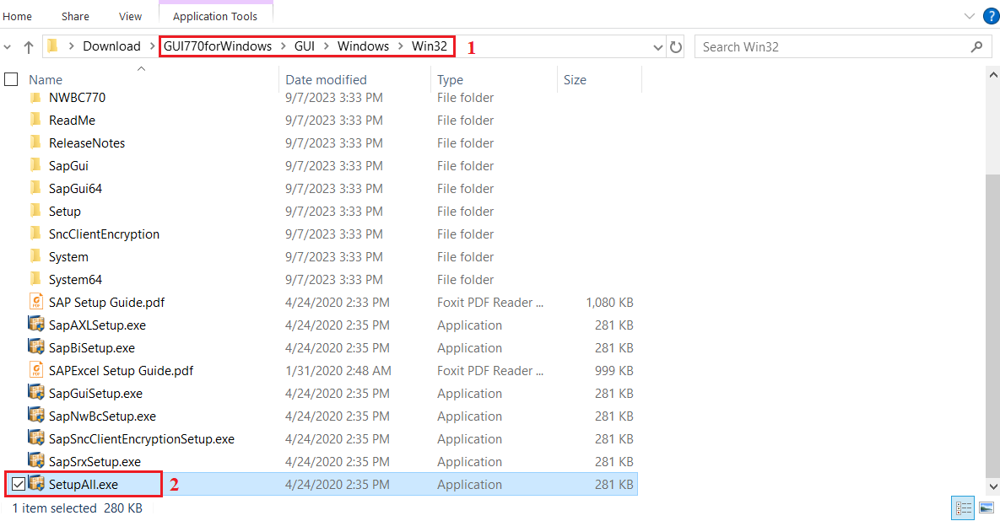 Home Share View Application Tools ?
Download > GUI770forWindows > GUI > Windows > Win32 1 Search Win32
Name Date modified Type Size
NWBC770 9/7/2023 3:33 PM File folder
ReadMe 9/7/2023 3:33 PM File folder
ReleaseNotes 9/7/2023 3:33 PM File folder
SapGui 9/7/2023 3:33 PM File folder
SapGui64 9/7/2023 3:33 PM File folder
Setup 9/7/2023 3:33 PM File folder
SncClientEncryption 9/7/2023 3:33 PM File folder
System 9/7/2023 3:33 PM File folder
System64 9/7/2023 3:33 PM File folder
SAP Setup Guide.pdf 4/24/2020 2:33 PM Foxit PDF Reader ... 1,080 KB
SapAXLSetup.exe 4/24/2020 2:35 PM Application 281 KB
SapBiSetup.exe 4/24/2020 2:35 PM Application 281 KB
SAPExcel Setup Guide.pdf 1/31/2020 2:48 AM Foxit PDF Reader ... 999 KB
SapGuiSetup.exe 4/24/2020 2:35 PM Application 281 KB
SapNwBcSetup.exe 4/24/2020 2:35 PM Application 281 KB
SapSncClientEncryptionSetup.exe 4/24/2020 2:35 PM Application 281 KB
SapSrxSetup.exe 4/24/2020 2:35 PM Application 281 KB
SetupAll.exe 2 4/24/2020 2:35 PM Application 281 KB
1 item selected 280 KB